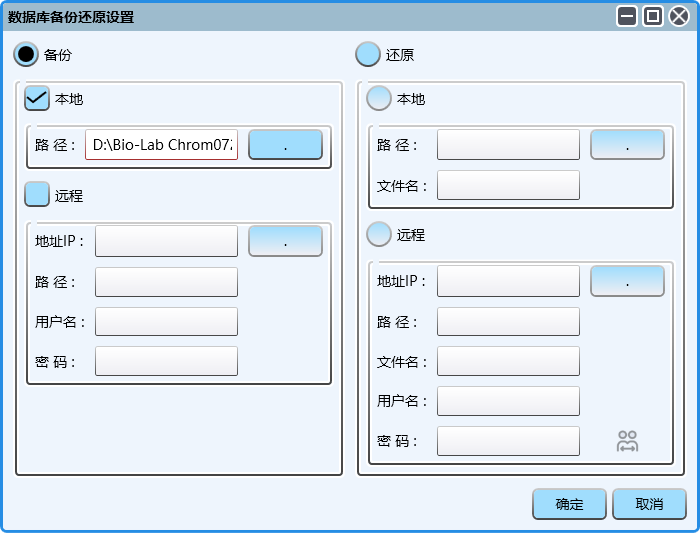 数据库备份还原设置
备份
本地
路 径：
D:\Bio-Lab Chrom07
.
远程
地址IP：
.
路 径：
用户名：
密 码：
还原
本地
路 径：
.
文件名：
远程
地址IP：
.
路 径：
文件名：
用户名：
密 码：
确定
取消